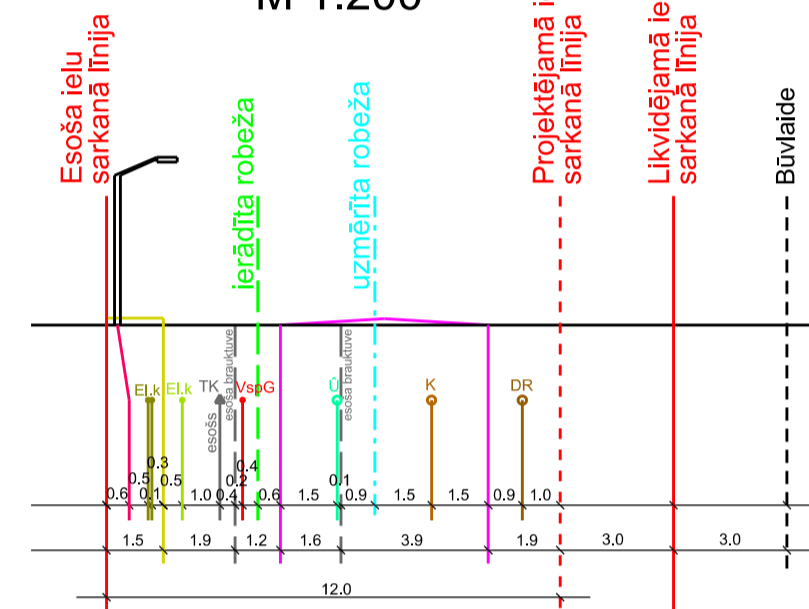 M 1:200
Esoša ielu
sarkanā līnija
ierādīta robeža
uzmērīta robeža
Projektējamā i
sarkanā līnija
Likvidējamā ie
sarkanā līnija
Būvlaide
El.k
El.k
TK
esošs
esoša brauktuve
VspG
Ū
esoša brauktuve
K
DR
0.3
0.4
0.5
0.5
0.2
0.1
0.6
0.1
1.0
0.4
0.6
1.5
0.9
1.5
1.5
0.9
1.0
1.5
1.9
1.2
1.6
3.9
1.9
3.0
3.0
12.0